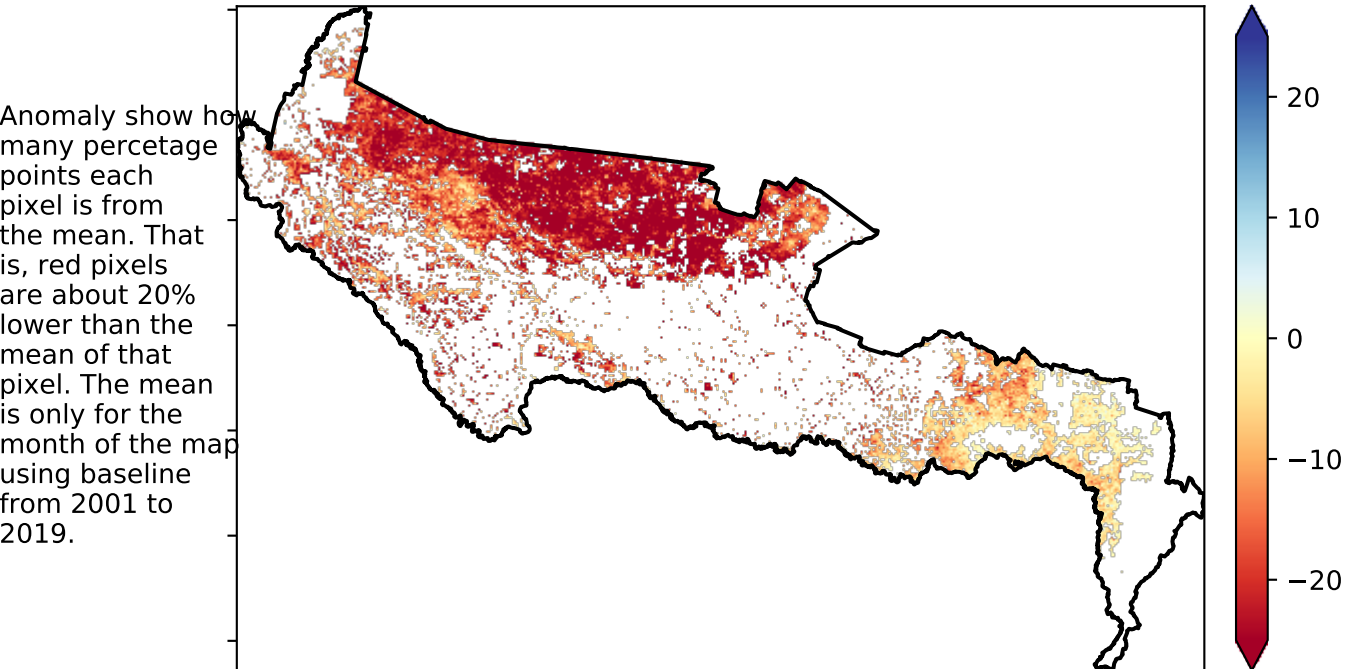 Anomaly show how
many percetage
points each
pixel is from
the mean. That
is, red pixels
are about 20%
lower than the
mean of that
pixel. The mean
is only for the
month of the map
using baseline
from 2001 to
2019.
20
10
0
−10
−20